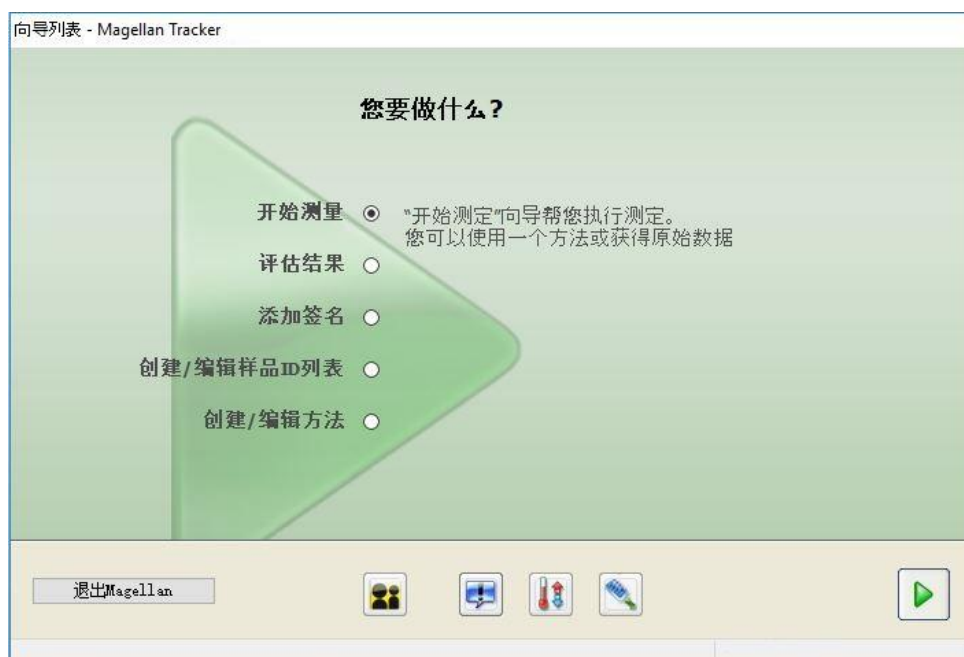 向导列表 - Magellan Tracker
您要做什么?
开始测量
“开始测定”向导帮您执行测定。
您可以使用一个方法或获得原始数据
评估结果
添加签名
创建/编辑样品ID列表
创建/编辑方法
退出Magellan